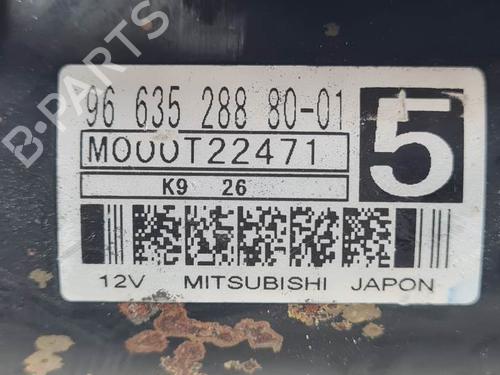 96 635 288 80-01
5
M000T22471
K9 26
12V MITSUBISHI JAPON
B-PARTS